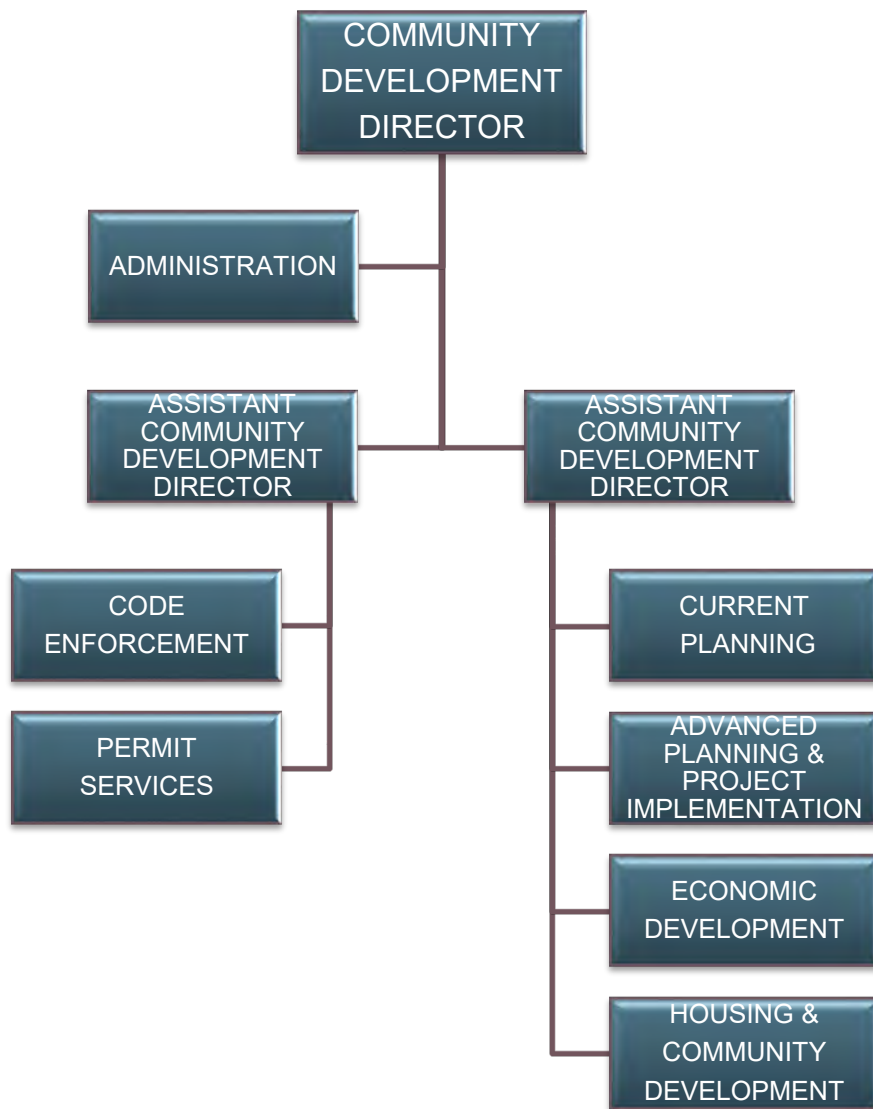 COMMUNITY
DEVELOPMENT
DIRECTOR
ADMINISTRATION
ASSISTANT
COMMUNITY
DEVELOPMENT
DIRECTOR
ASSISTANT
COMMUNITY
DEVELOPMENT
DIRECTOR
CODE
ENFORCEMENT
PERMIT
SERVICES
CURRENT
PLANNING
ADVANCED
PLANNING &
PROJECT
IMPLEMENTATION
ECONOMIC
DEVELOPMENT
HOUSING &
COMMUNITY
DEVELOPMENT